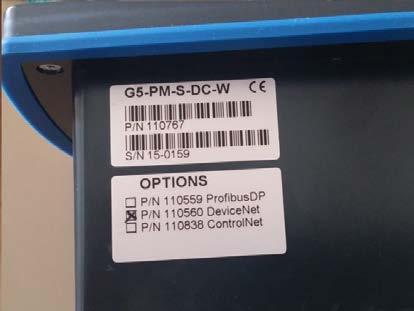 G5-PM-S-DC-W CE
P/N 110767
S/N 15-0159
OPTIONS
P/N 110559 ProfibusDP
P/N 110560 DeviceNet
P/N 110838 ControlNet